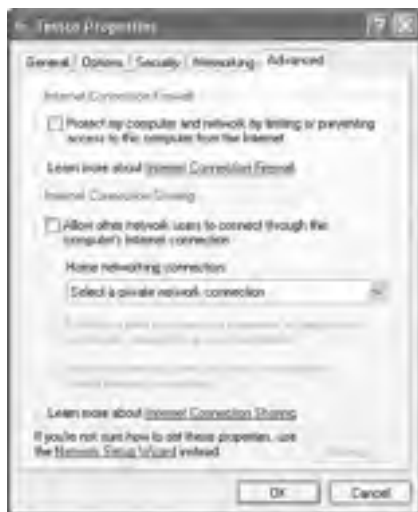 Properties
General Options Security Networking Advanced
Internet Connection Firewall
Protect my computer and network by limiting or preventing
access to this computer from the Internet
Learn more about Internet Connection Firewall.
Internet Connection Sharing
Allow other network users to connect through this
computer's Internet connection
Home networking connection:
Select a private network connection
Learn more about Internet Connection Sharing.
If you're not sure how to set these properties, use
the Network Setup Wizard instead.
OK Cancel